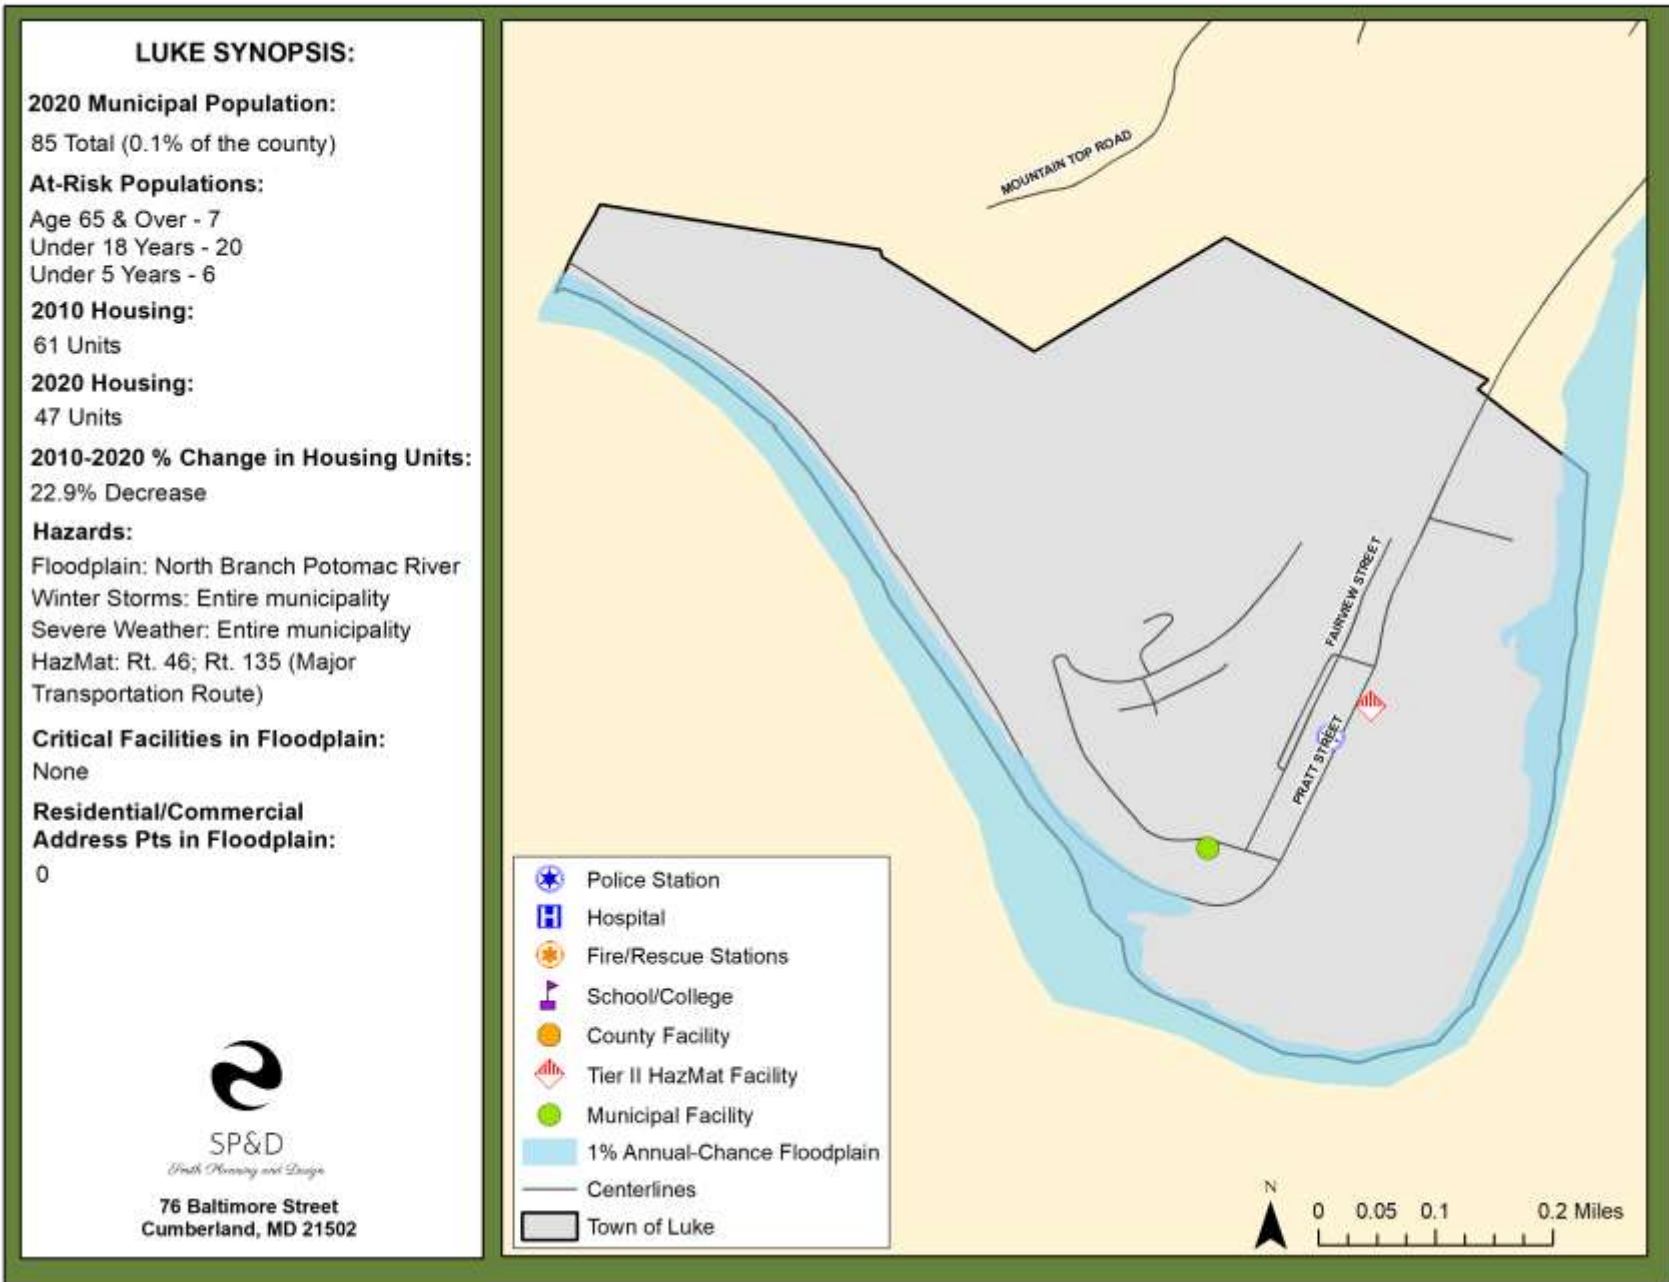 LUKE SYNOPSIS:
2020 Municipal Population:
85 Total (0.1% of the county)
At-Risk Populations:
Age 65 & Over - 7
Under 18 Years - 20
Under 5 Years - 6
2010 Housing:
61 Units
2020 Housing:
47 Units
2010-2020 % Change in Housing Units:
22.9% Decrease
Hazards:
Floodplain: North Branch Potomac River
Winter Storms: Entire municipality
Severe Weather: Entire municipality
HazMat: Rt. 46; Rt. 135 (Major
Transportation Route)
Critical Facilities in Floodplain:
None
Residential/Commercial
Address Pts in Floodplain:
0
SP&D
Smith Planning and Design
76 Baltimore Street
Cumberland, MD 21502
MOUNTAIN TOP ROAD
FAIRVIEW STREET
PRATT STREET
Police Station
H Hospital
Fire/Rescue Stations
School/College
County Facility
Tier II HazMat Facility
Municipal Facility
1% Annual-Chance Floodplain
Centerlines
Town of Luke
N
0 0.05 0.1 0.2 Miles